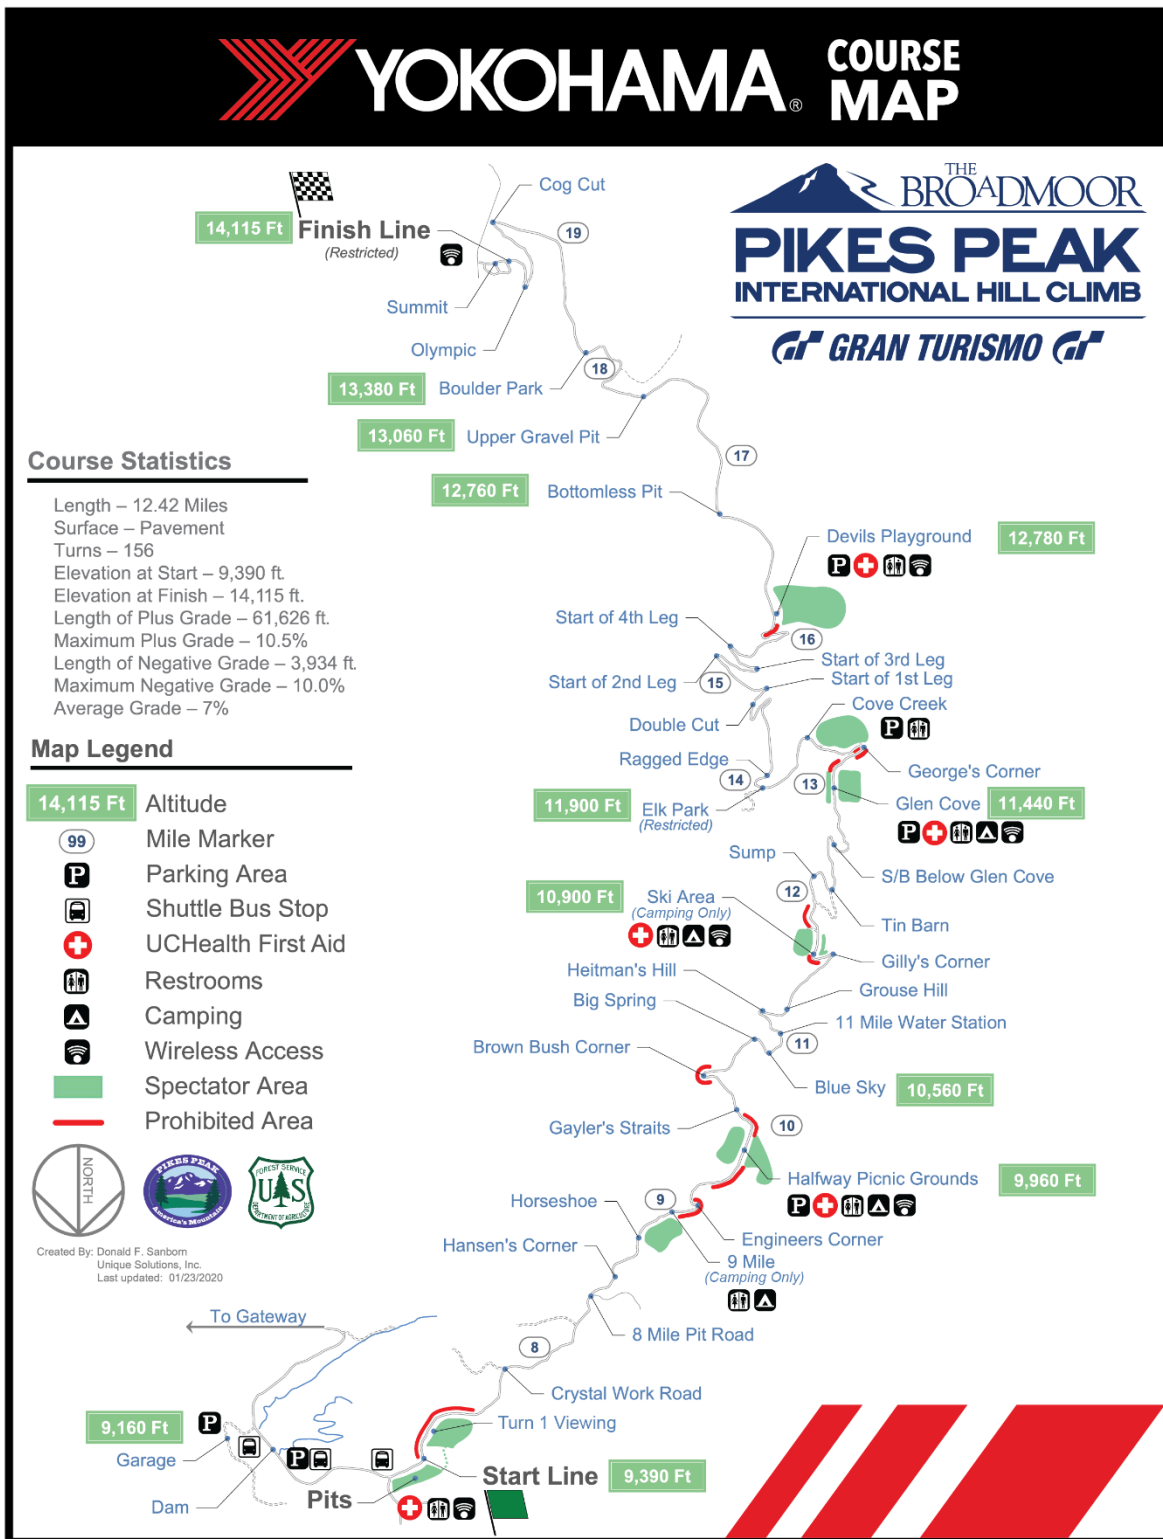 YOKOHAMA®
COURSE
MAP
THE
BROADMOOR
PIKES PEAK
INTERNATIONAL HILL CLIMB
GRAN TURISMO
Cog Cut
19
14,115 Ft
Finish Line
(Restricted)
Summit
Olympic
18
13,380 Ft
Boulder Park
13,060 Ft
Upper Gravel Pit
17
12,760 Ft
Bottomless Pit
Devils Playground
12,780 Ft
P
Start of 4th Leg
16
Start of 3rd Leg
Start of 2nd Leg
15
Start of 1st Leg
Cove Creek
P
Double Cut
Ragged Edge
14
13
George's Corner
11,900 Ft
Elk Park
(Restricted)
Glen Cove
11,440 Ft
P
Sump
S/B Below Glen Cove
12
10,900 Ft
Ski Area
(Camping Only)
Tin Barn
Gilly's Corner
Heitman's Hill
Grouse Hill
Big Spring
11 Mile Water Station
Brown Bush Corner
11
Blue Sky
10,560 Ft
Gayler's Straits
10
Halfway Picnic Grounds
9,960 Ft
P
Horseshoe
9
Engineers Corner
Hansen's Corner
9 Mile
(Camping Only)
8 Mile Pit Road
8
Crystal Work Road
Turn 1 Viewing
Start Line
9,390 Ft
Pits
To Gateway
9,160 Ft
P
Garage
P
Dam
Course Statistics
Length – 12.42 Miles
Surface – Pavement
Turns – 156
Elevation at Start – 9,390 ft.
Elevation at Finish – 14,115 ft.
Length of Plus Grade – 61,626 ft.
Maximum Plus Grade – 10.5%
Length of Negative Grade – 3,934 ft.
Maximum Negative Grade – 10.0%
Average Grade – 7%
Map Legend
14,115 Ft Altitude
99 Mile Marker
P Parking Area
Shuttle Bus Stop
UCHealth First Aid
Restrooms
Camping
Wireless Access
Spectator Area
Prohibited Area
NORTH
PIKES PEAK
America's Mountain
FOREST SERVICE
U S
DEPARTMENT OF AGRICULTURE
Created By: Donald F. Sanborn
Unique Solutions, Inc.
Last updated: 01/23/2020